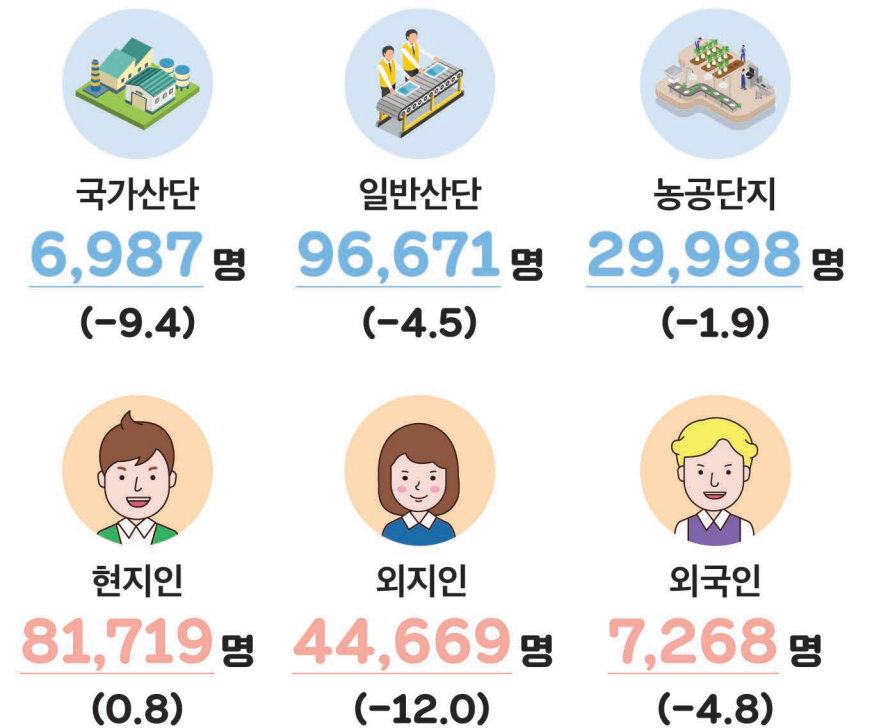 국가산단 일반산단 농공단지
6,987 명 96,671 명 29,998 명
(-9.4) (-4.5) (-1.9)
현지인 외지인 외국인
81,719 명 44,669 명 7,268 명
(0.8) (-12.0) (-4.8)